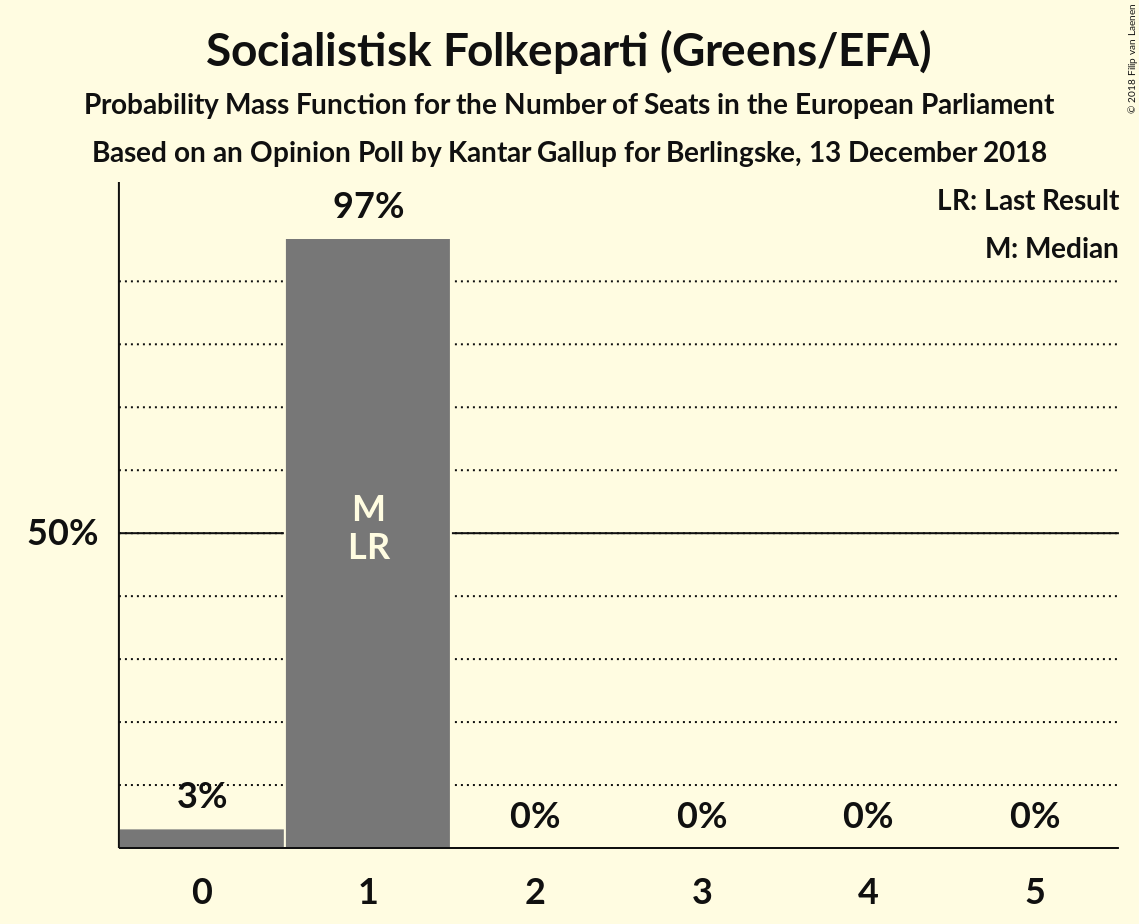 Socialistisk Folkeparti (Greens/EFA)
Probability Mass Function for the Number of Seats in the European Parliament
Based on an Opinion Poll by Kantar Gallup for Berlingske, 13 December 2018
© 2018 Filip van Laenen
LR: Last Result
M: Median
97%
M
LR
50%
3%
0%
0%
0%
0%
0
1
2
3
4
5